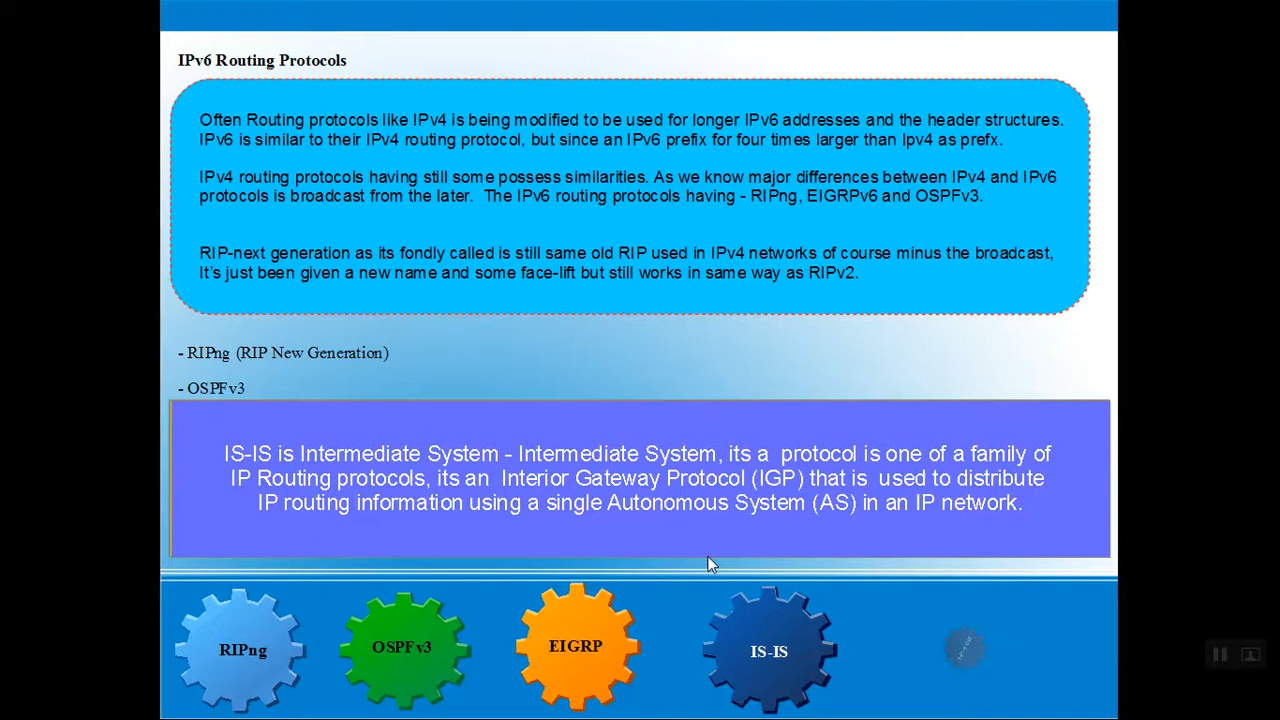 IPv6 Routing Protocols
Often Routing protocols like IPv4 is being modified to be used for longer IPv6 addresses and the header structures.
IPv6 is similar to their IPv4 routing protocol, but since an IPv6 prefix for four times larger than Ipv4 as prefx.
IPv4 routing protocols having still some possess similarities. As we know major differences between IPv4 and IPv6
protocols is broadcast from the later. The IPv6 routing protocols having - RIPng, EIGRPv6 and OSPFv3.
RIP-next generation as its fondly called is still same old RIP used in IPv4 networks of course minus the broadcast,
It’s just been given a new name and some face-lift but still works in same way as RIPv2.
- RIPng (RIP New Generation)
- OSPFv3
IS-IS is Intermediate System - Intermediate System, its a protocol is one of a family of
IP Routing protocols, its an Interior Gateway Protocol (IGP) that is used to distribute
IP routing information using a single Autonomous System (AS) in an IP network.
RIPng
OSPFv3
EIGRP
IS-IS